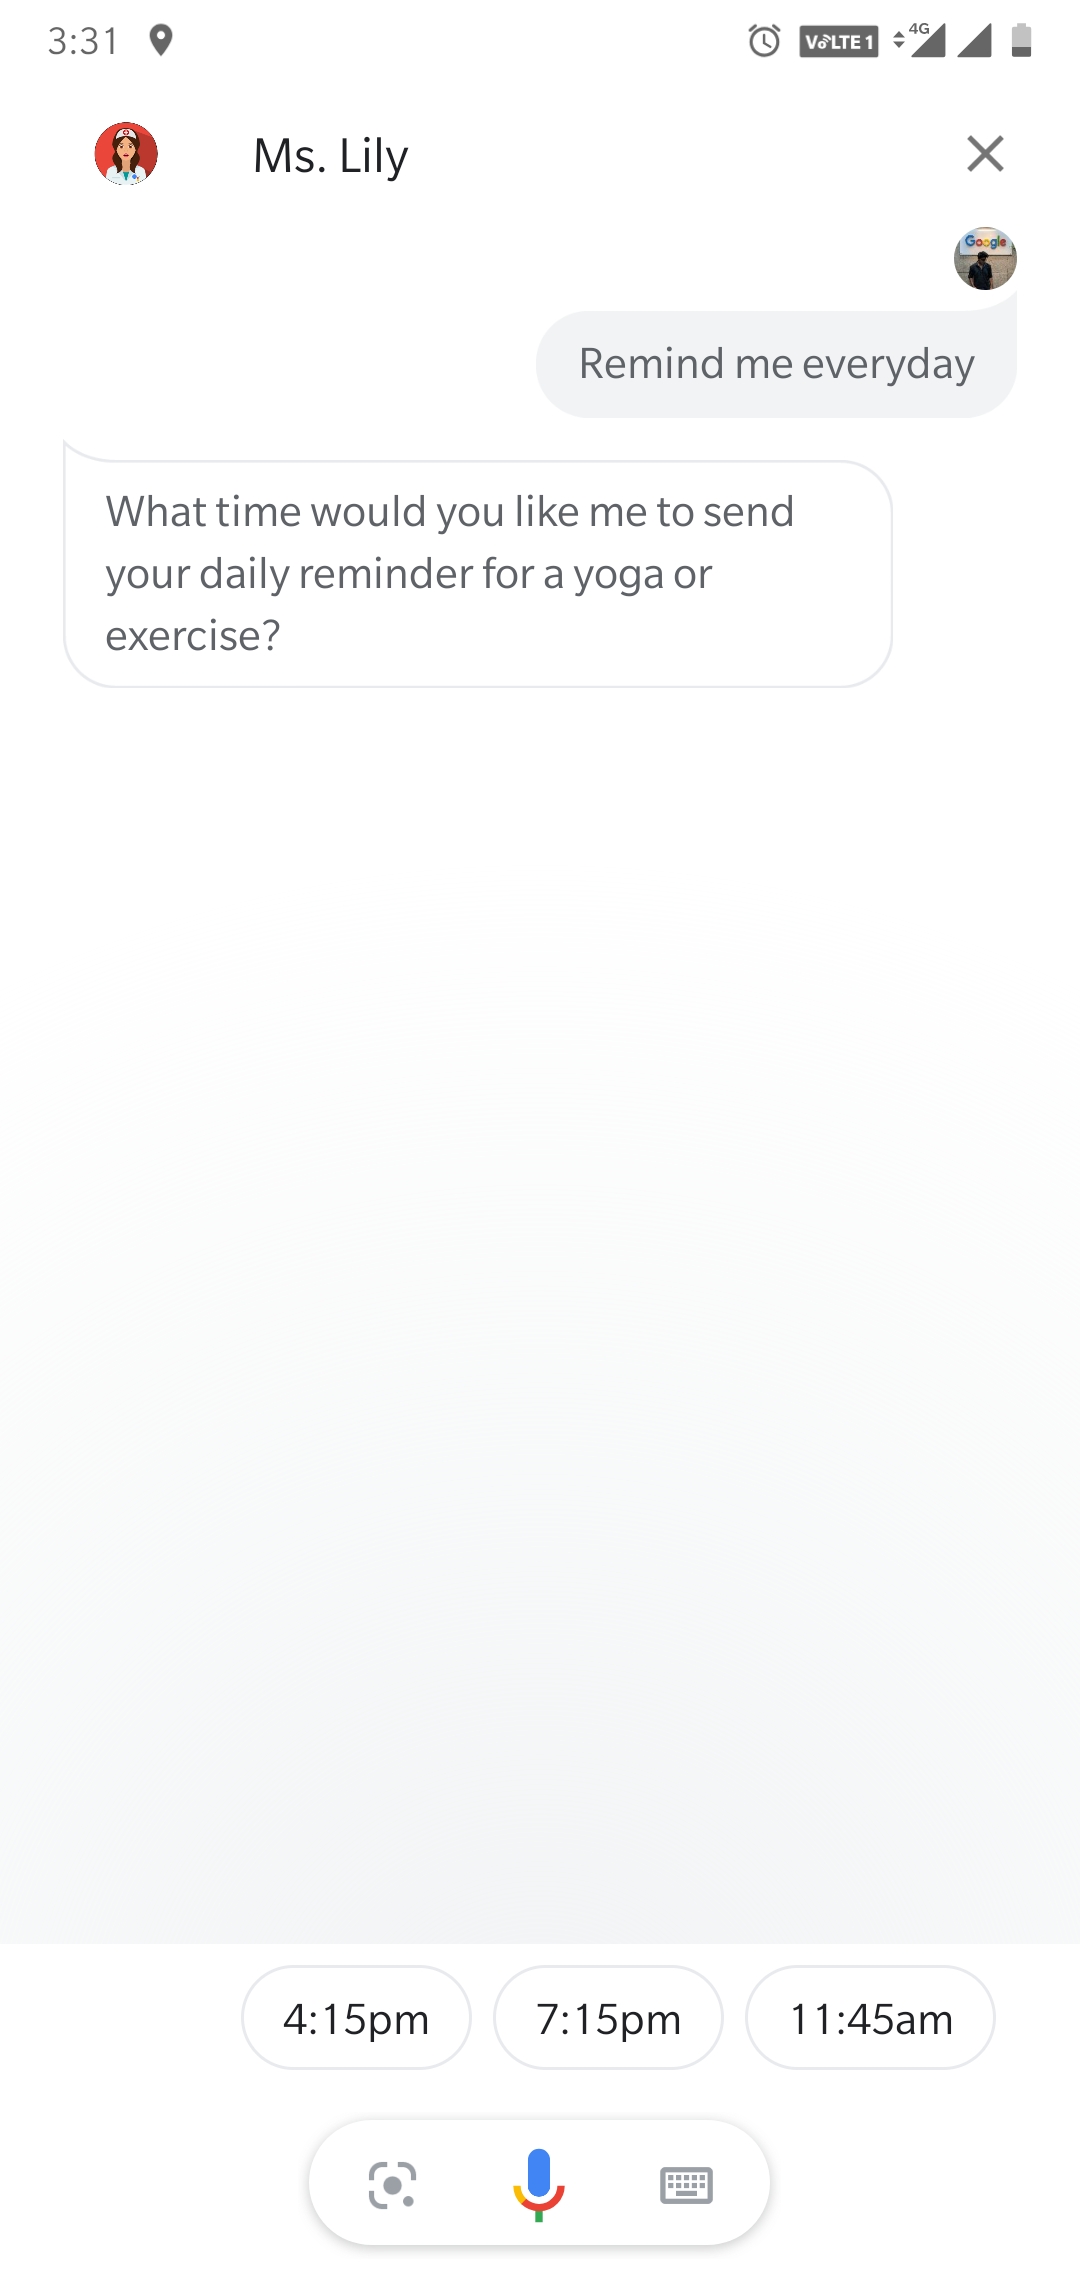 3:31
VoLTE 1
4G
Ms. Lily
Google
Remind me everyday
What time would you like me to send
your daily reminder for a yoga or
exercise?
4:15pm
7:15pm
11:45am